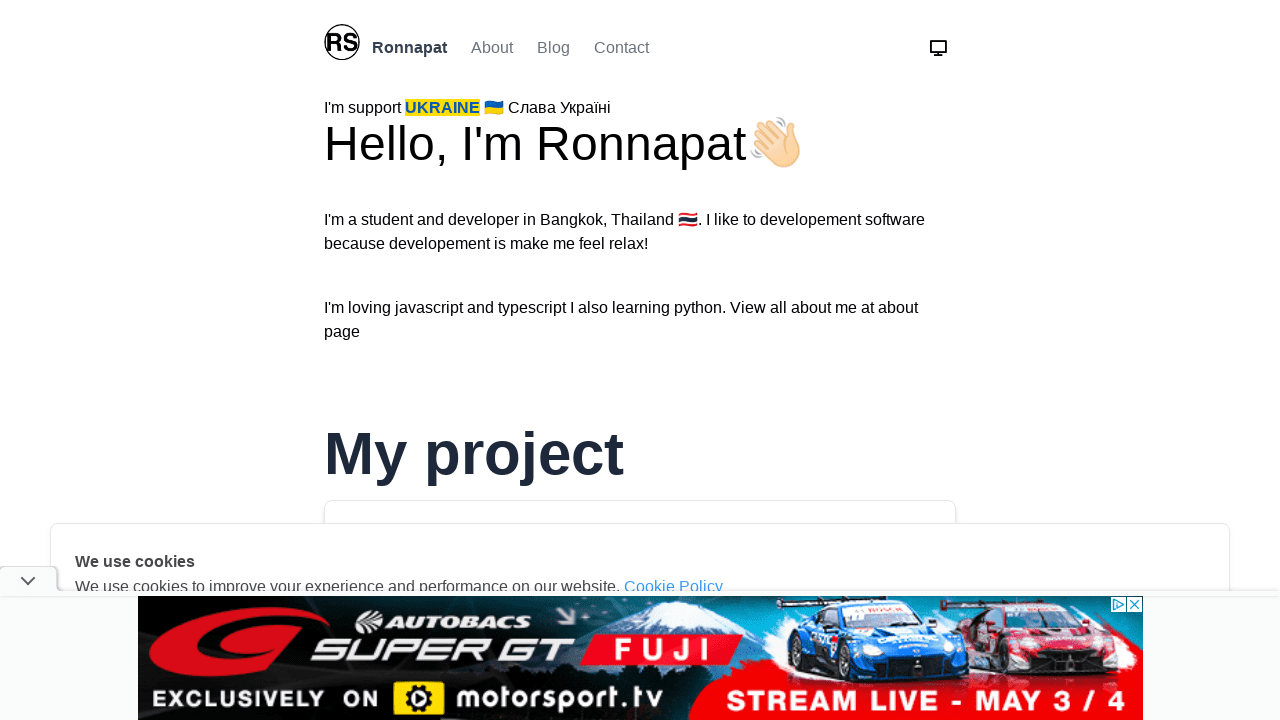 RS
Ronnapat About Blog Contact
I'm support UKRAINE 🇺🇦 Слава Україні
Hello, I'm Ronnapat👋🏻
I'm a student and developer in Bangkok, Thailand 🇹🇭. I like to developement software
because developement is make me feel relax!
I'm loving javascript and typescript I also learning python. View all about me at about
page
My project
We use cookies
We use cookies to improve your experience and performance on our website. Cookie Policy
AUTOBACS
SUPER GT FUJI
EXCLUSIVELY ON motorsport.tv
STREAM LIVE - MAY 3 / 4